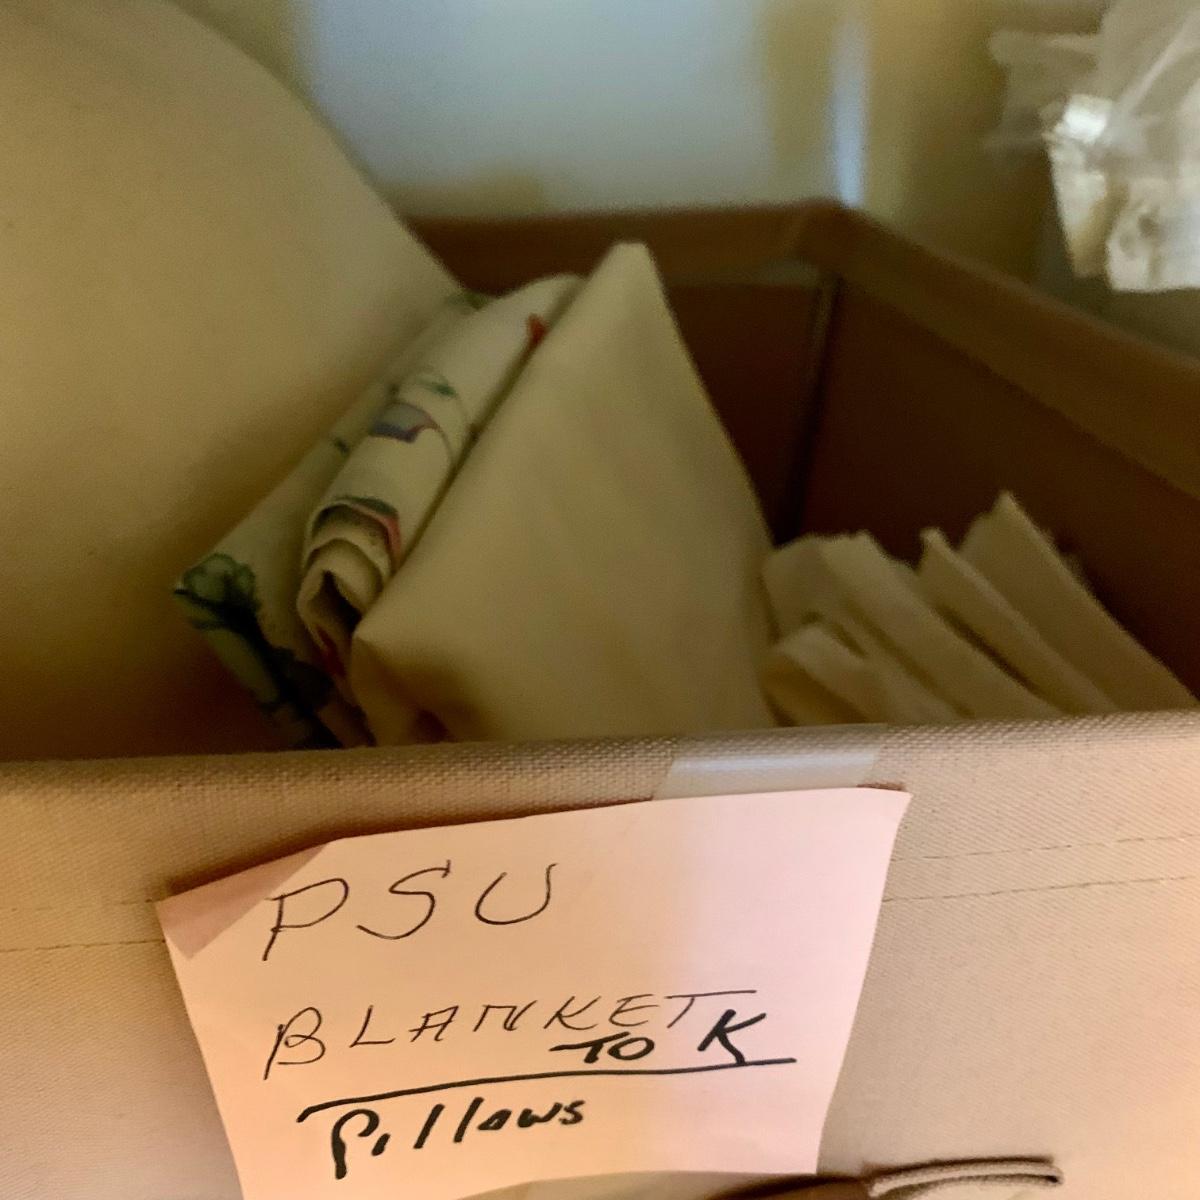 PSU
BLANKET
TO K
Pillows